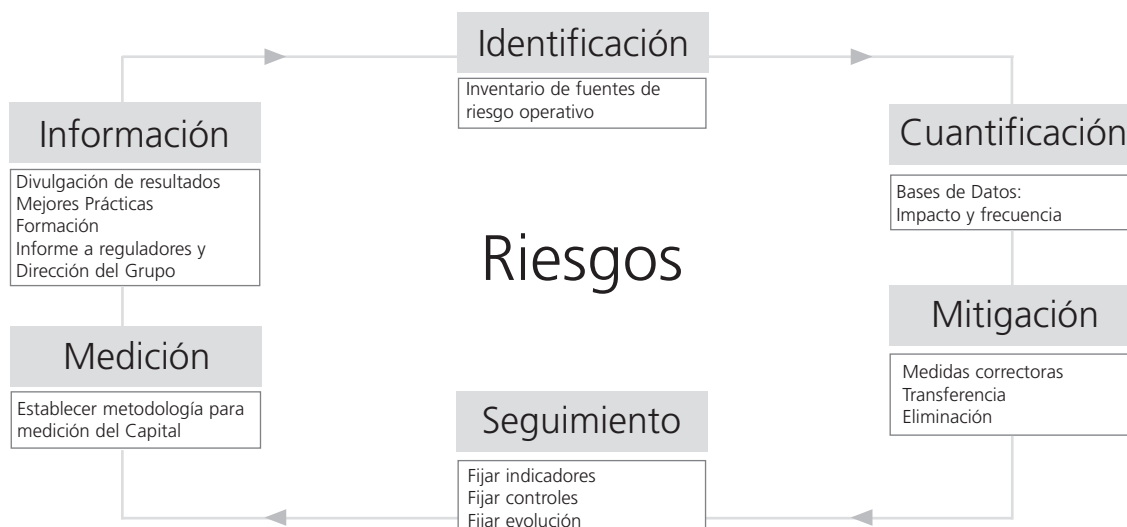 Identificación
Inventario de fuentes de
riesgo operativo
Cuantificación
Bases de Datos:
Impacto y frecuencia
Mitigación
Medidas correctoras
Transferencia
Eliminación
Seguimiento
Fijar indicadores
Fijar controles
Fijar evolución
Medición
Establecer metodología para
medición del Capital
Información
Divulgación de resultados
Mejores Prácticas
Formación
Informe a reguladores y
Dirección del Grupo
Riesgos